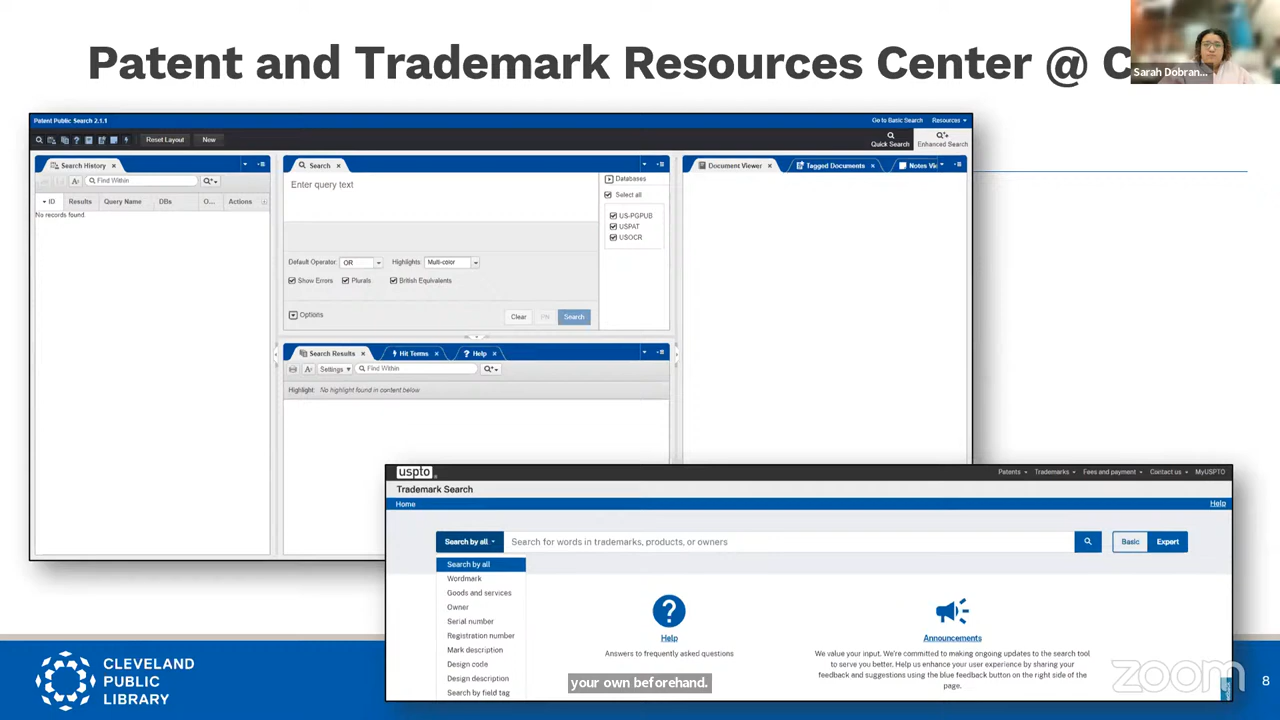 Patent and Trademark Resources Center @ C
Sarah Dobran...
Patent Public Search 2.1.1
Go to Basic Search
Resources
Reset Layout
New
Quick Search
Enhanced Search
Search History
Find Within
ID
Results
Query Name
DBs
O...
Actions
No records found
Search
Enter query text
Databases
Select all
US-PGPUB
USPAT
USOCR
Default Operator:
OR
Highlights:
Multi-color
Show Errors
Plurals
British Equivalents
Options
Clear
PN
Search
Document Viewer
Tagged Documents
Notes Vi
Search Results
Hit Terms
Help
Settings
Find Within
Highlight: No highlight found in content below
uspto
Patents
Trademarks
Fees and payment
Contact us
MyUSPTO
Trademark Search
Home
Help
Search by all
Search for words in trademarks, products, or owners
Basic
Expert
Search by all
Wordmark
Goods and services
Owner
Serial number
Registration number
Mark description
Design code
Design description
Search by field tag
Help
Answers to frequently asked questions
Announcements
We value your input. We're committed to making ongoing updates to the search tool
to serve you better. Help us enhance your user experience by sharing your
feedback and suggestions using the blue feedback button on the right side of the
page.
your own beforehand.
CLEVELAND
PUBLIC
LIBRARY
zoom
8